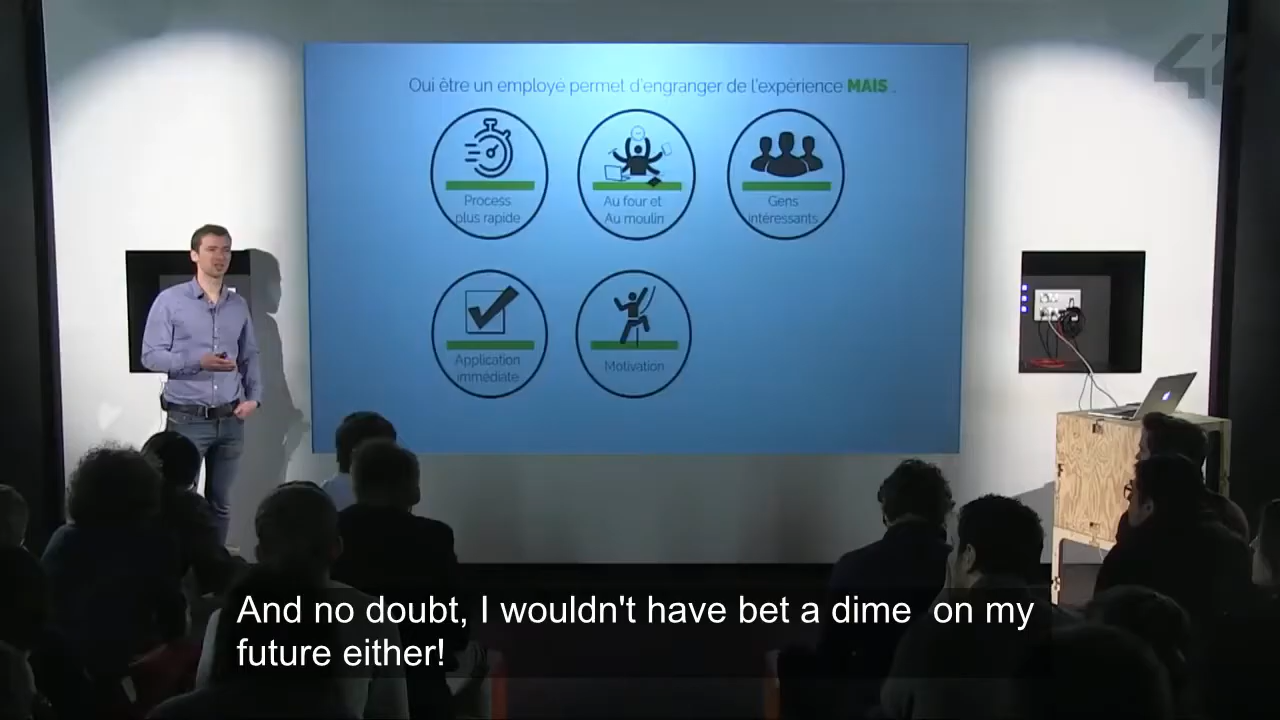 42
Oui être un employé permet d'engranger de l'expérience MAIS .
Process
plus rapide
Au four et
Au moulin
Gens
intéressants
Application
immédiate
Motivation
And no doubt, I wouldn't have bet a dime on my
future either!